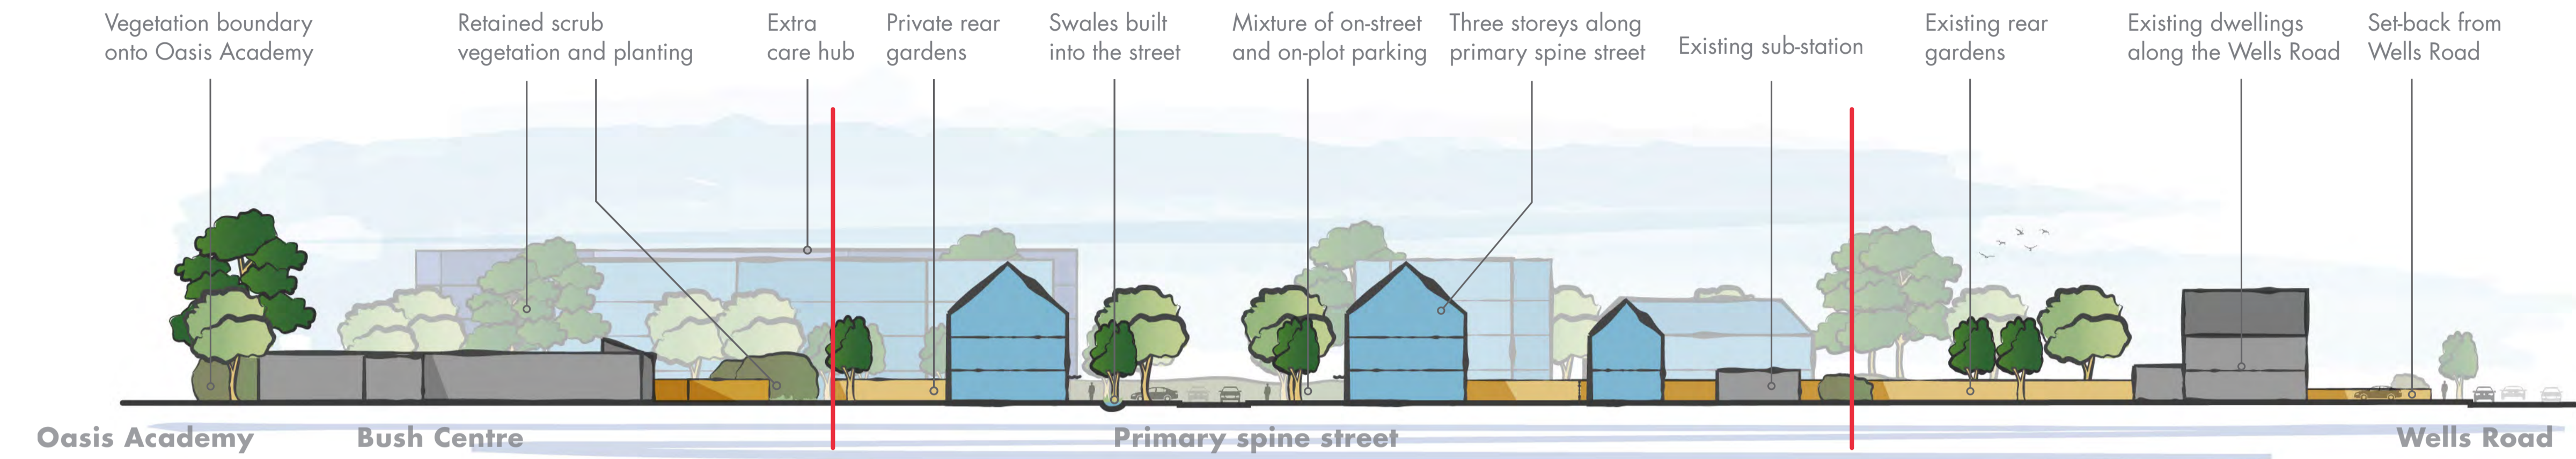 Vegetation boundary
onto Oasis Academy
Retained scrub
vegetation and planting
Extra
care hub
Private rear
gardens
Swales built
into the street
Mixture of on-street
and on-plot parking
Three storeys along
primary spine street
Existing sub-station
Existing rear
gardens
Existing dwellings
along the Wells Road
Set-back from
Wells Road
Oasis Academy
Bush Centre
Primary spine street
Wells Road